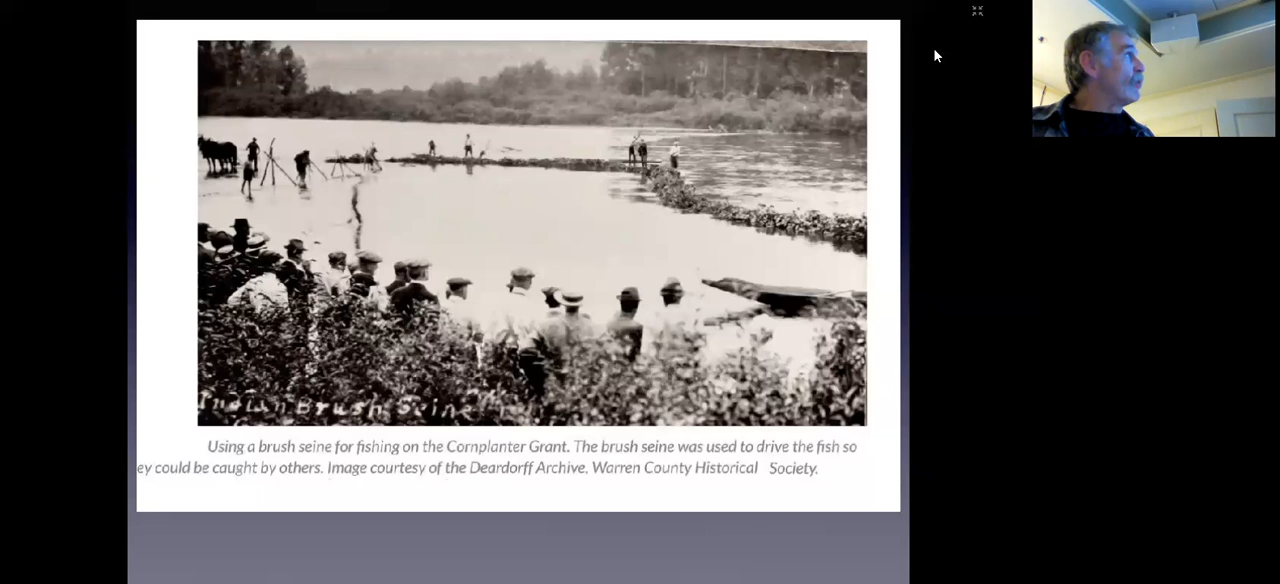 Indian Brush Seine
Using a brush seine for fishing on the Cornplanter Grant. The brush seine was used to drive the fish so
ey could be caught by others. Image courtesy of the Deardorff Archive, Warren County Historical Society.